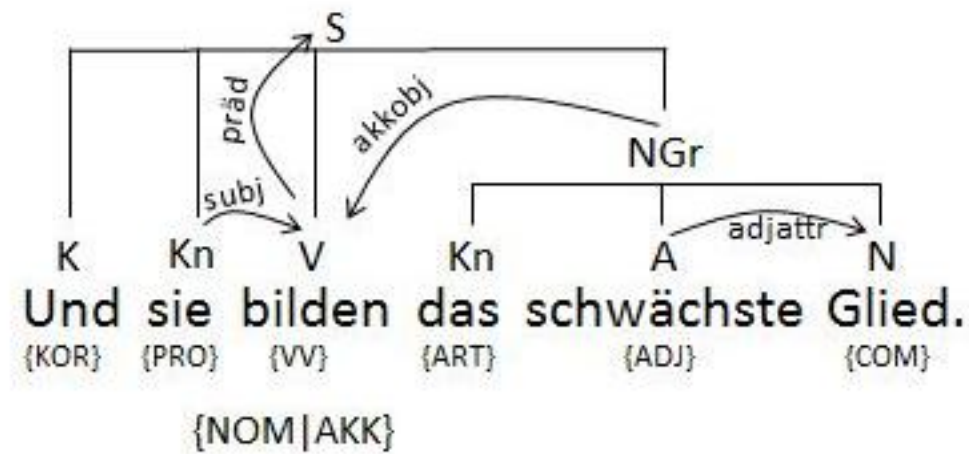 S
präd
akkobj
NGr
subj
adjattr
K Kn V Kn A N
Und sie bilden das schwächste Glied.
{KOR} {PRO} {VV} {ART} {ADJ} {COM}
{NOM|AKK}